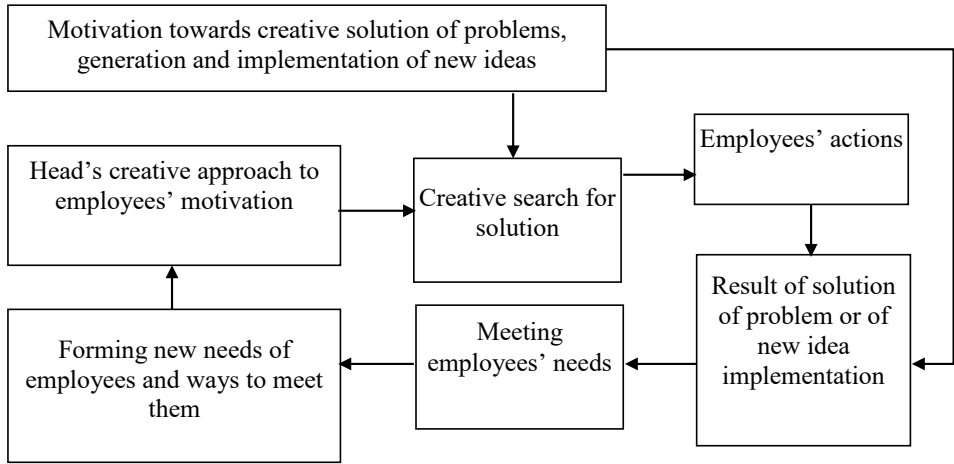 Motivation towards creative solution of problems,
generation and implementation of new ideas
Employees’ actions
Head’s creative approach to
employees’ motivation
Creative search for
solution
Result of solution
of problem or of
new idea
implementation
Meeting
employees’ needs
Forming new needs of
employees and ways to meet
them